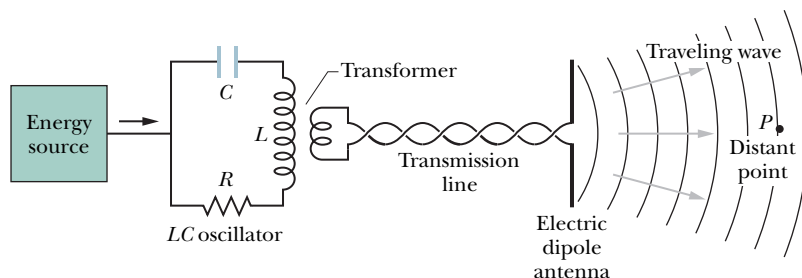 Energy
source
C
L
R
LC oscillator
Transformer
Transmission
line
Electric
dipole
antenna
Traveling wave
P
Distant
point